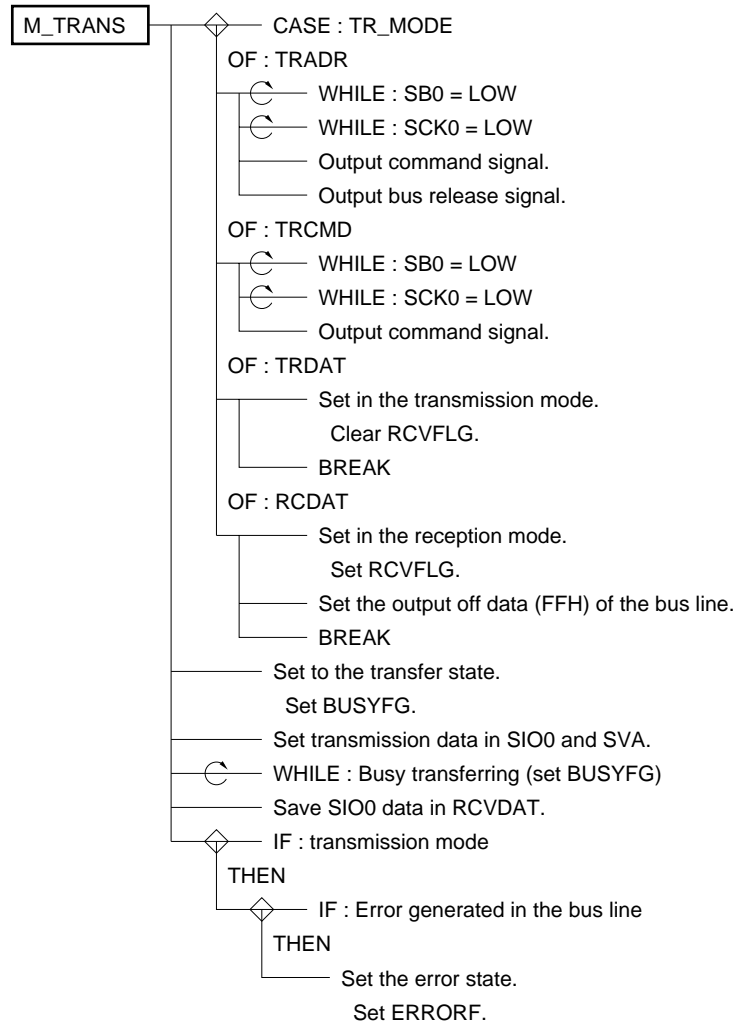 M_TRANS CASE : TR_MODE
OF : TRADR
WHILE : SB0 = LOW
WHILE : SCK0 = LOW
Output command signal.
Output bus release signal.
OF : TRCMD
WHILE : SB0 = LOW
WHILE : SCK0 = LOW
Output command signal.
OF : TRDAT
Set in the transmission mode.
Clear RCVFLG.
BREAK
OF : RCDAT
Set in the reception mode.
Set RCVFLG.
Set the output off data (FFH) of the bus line.
BREAK
Set to the transfer state.
Set BUSYFG.
Set transmission data in SIO0 and SVA.
WHILE : Busy transferring (set BUSYFG)
Save SIO0 data in RCVDAT.
IF : transmission mode
THEN
IF : Error generated in the bus line
THEN
Set the error state.
Set ERRORF.